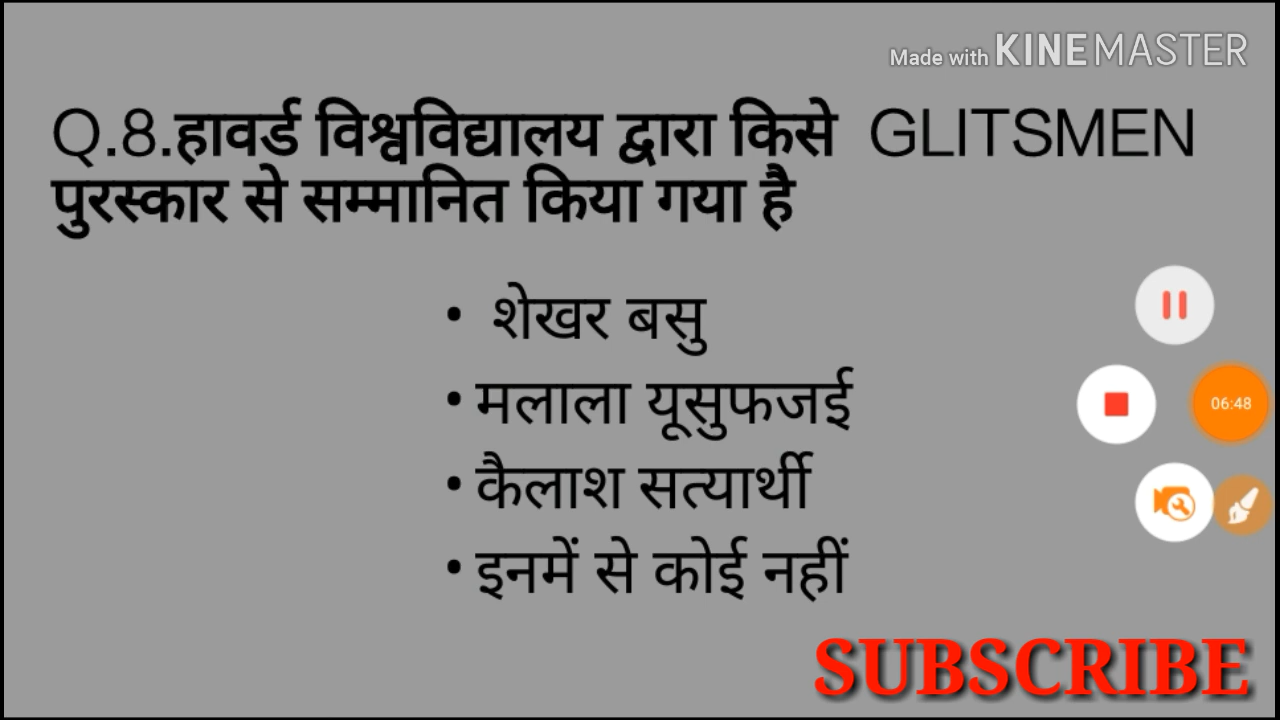 Made with KINEMASTER
Q.8.हावर्ड विश्वविद्यालय द्वारा किसे GLITSMEN
पुरस्कार से सम्मानित किया गया है
• शेखर बसु
• मलाला यूसुफजई
06:48
• कैलाश सत्यार्थी
• इनमें से कोई नहीं
SUBSCRIBE